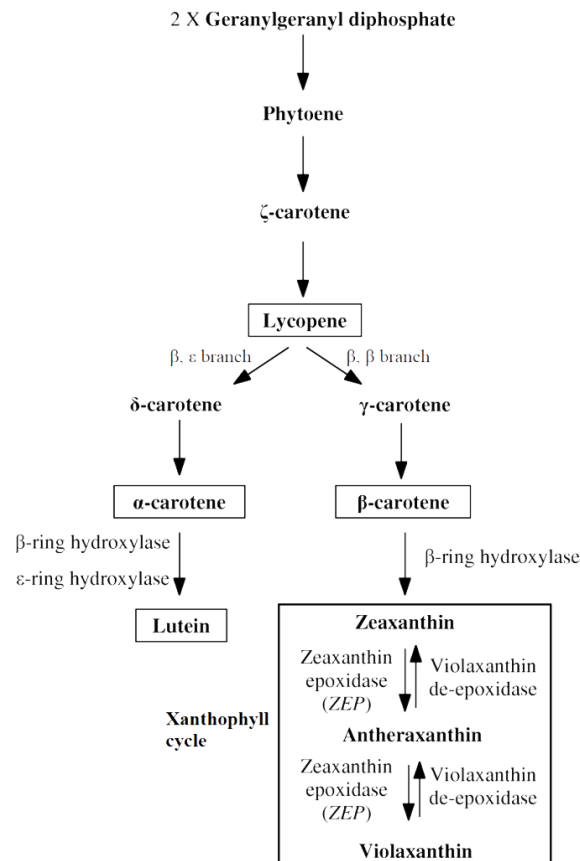 2 X Geranylgeranyl diphosphate
Phytoene
ζ-carotene
Lycopene
β, ε branch
β, β branch
δ-carotene
γ-carotene
α-carotene
β-carotene
β-ring hydroxylase
ε-ring hydroxylase
β-ring hydroxylase
Lutein
Zeaxanthin
Zeaxanthin
epoxidase
(ZEP)
Violaxanthin
de-epoxidase
Xanthophyll
cycle
Antheraxanthin
Zeaxanthin
epoxidase
(ZEP)
Violaxanthin
de-epoxidase
Violaxanthin